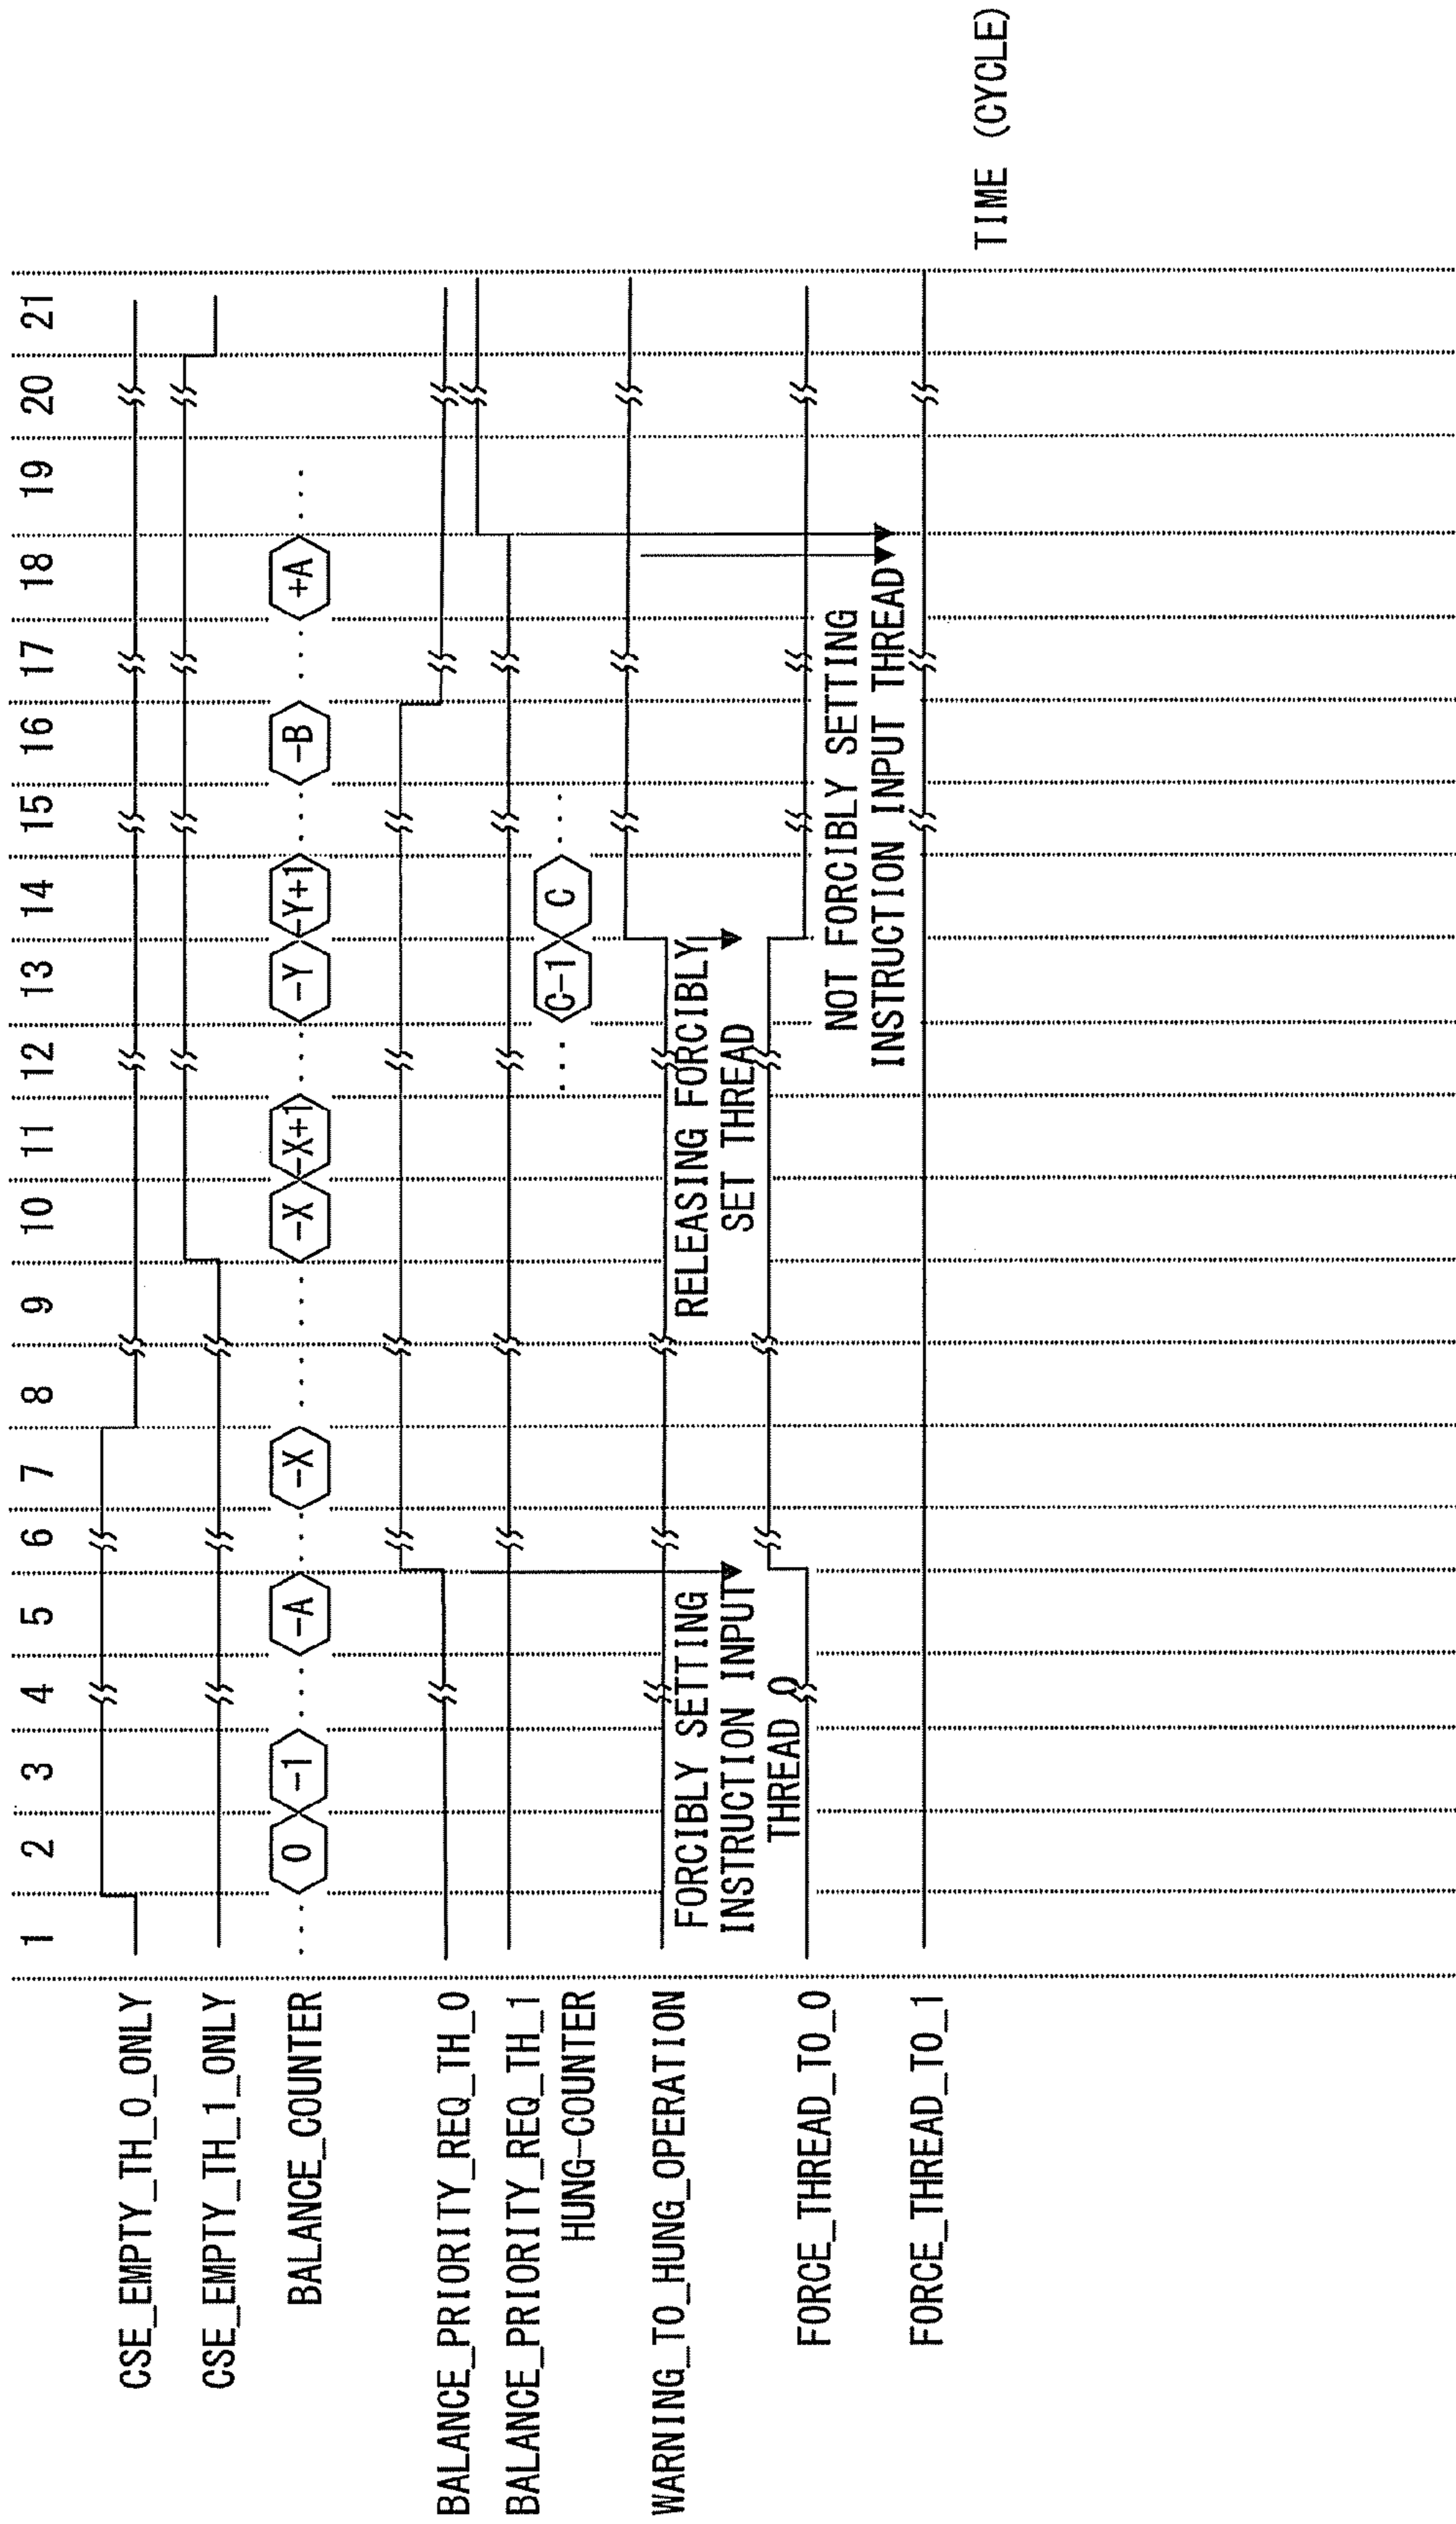 1 2 3 4 5 6 7 8 9 10 11 12 13 14 15 16 17 18 19 20 21
CSE_EMPTY_TH_0_ONLY
CSE_EMPTY_TH_1_ONLY
BALANCE_COUNTER
0 -1 ... -A ... -X ... -X -X+1 ... -Y -Y+1 ... -B ... +A ...
BALANCE_PRIORITY_REQ_TH_0
BALANCE_PRIORITY_REQ_TH_1
HUNG-COUNTER
... C-1 C ...
WARNING_TO_HUNG_OPERATION
FORCIBLY SETTING
INSTRUCTION INPUT
THREAD 0
RELEASING FORCIBLY
SET THREAD
FORCE_THREAD_TO_0
NOT FORCIBLY SETTING
INSTRUCTION INPUT THREAD
FORCE_THREAD_TO_1
TIME (CYCLE)